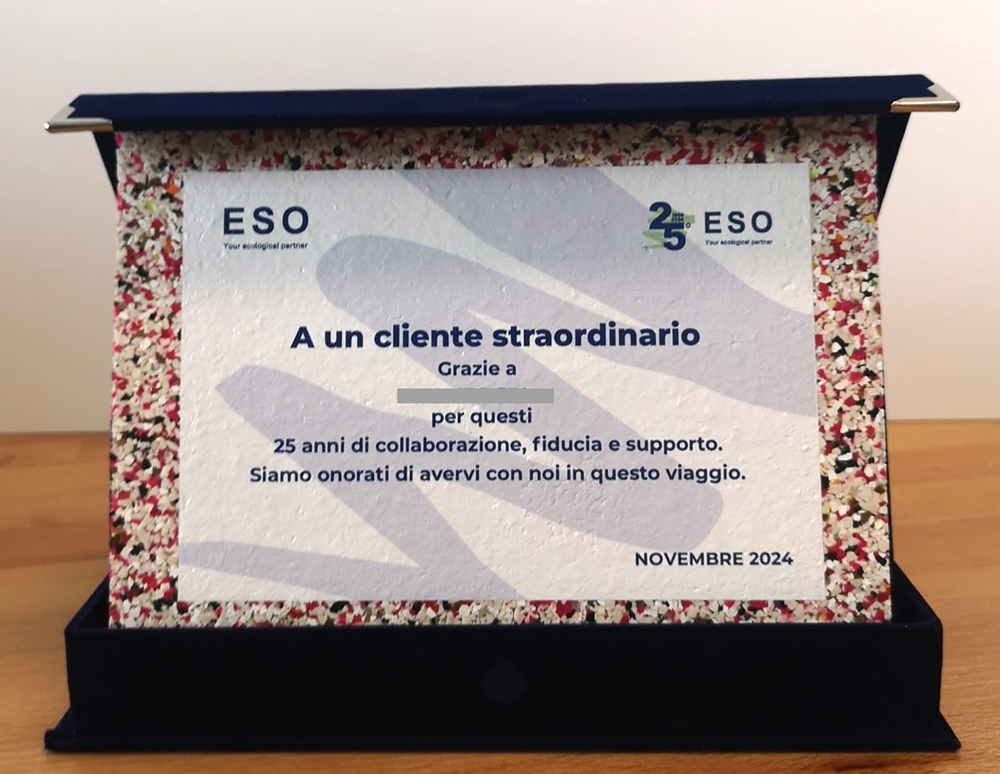 ESO
Your ecological partner
25° ESO
Your ecological partner
A un cliente straordinario
Grazie a
per questi
25 anni di collaborazione, fiducia e supporto.
Siamo onorati di avervi con noi in questo viaggio.
NOVEMBRE 2024